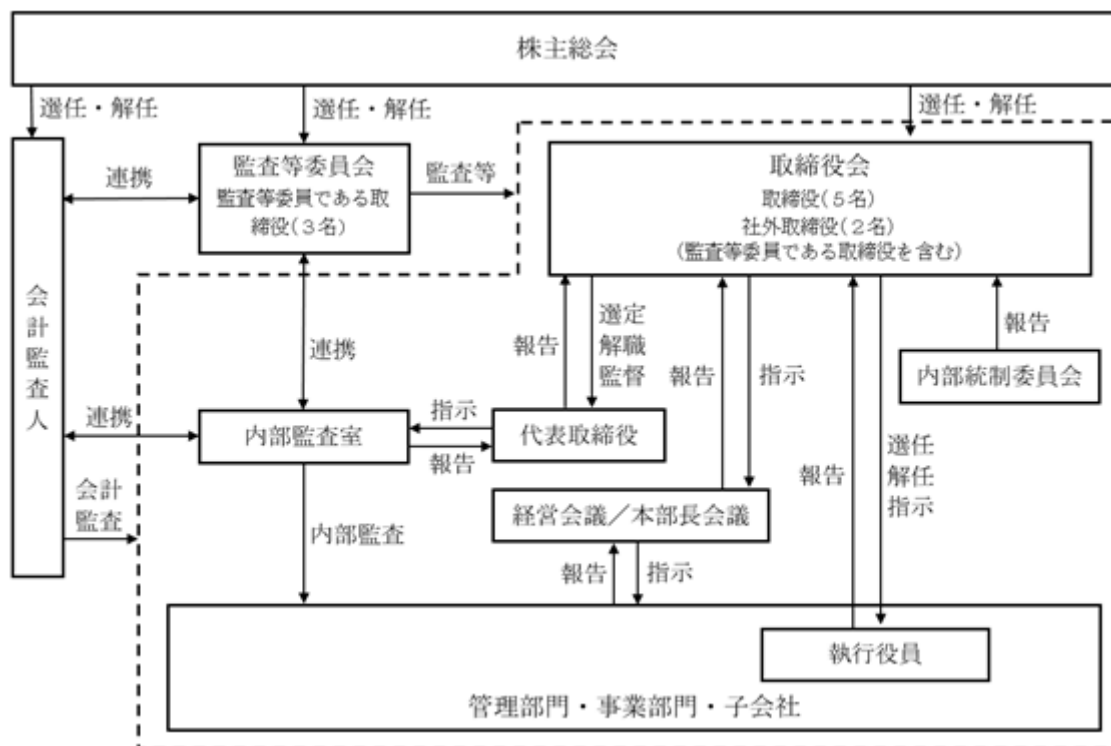 株主総会
選任・解任
選任・解任
選任・解任
連携
監査等委員会
監査等委員である取
締役(3名)
監査等
取締役会
取締役(5名)
社外取締役(2名)
(監査等委員である取締役を含む)
会計監査人
連携
報告
選定
解職
監督
報告
指示
報告
内部統制委員会
連携
内部監査室
指示
報告
代表取締役
報告
選任
解任
指示
会計
監査
内部監査
経営会議/本部長会議
報告
指示
執行役員
管理部門・事業部門・子会社